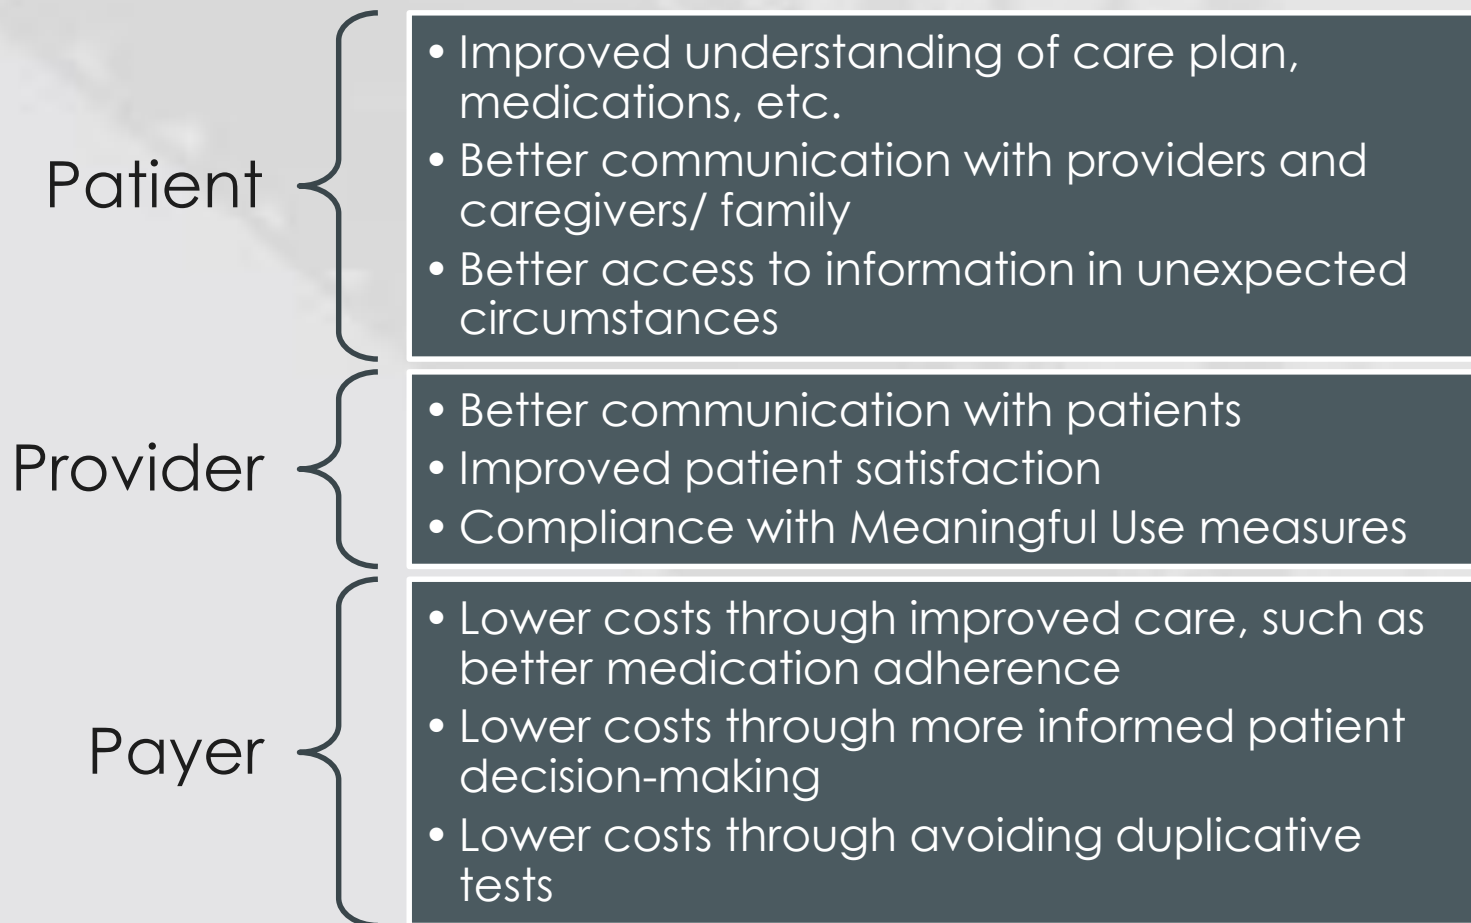 Patient
• Improved understanding of care plan,
medications, etc.
• Better communication with providers and
caregivers/ family
• Better access to information in unexpected
circumstances
Provider
• Better communication with patients
• Improved patient satisfaction
• Compliance with Meaningful Use measures
Payer
• Lower costs through improved care, such as
better medication adherence
• Lower costs through more informed patient
decision-making
• Lower costs through avoiding duplicative
tests